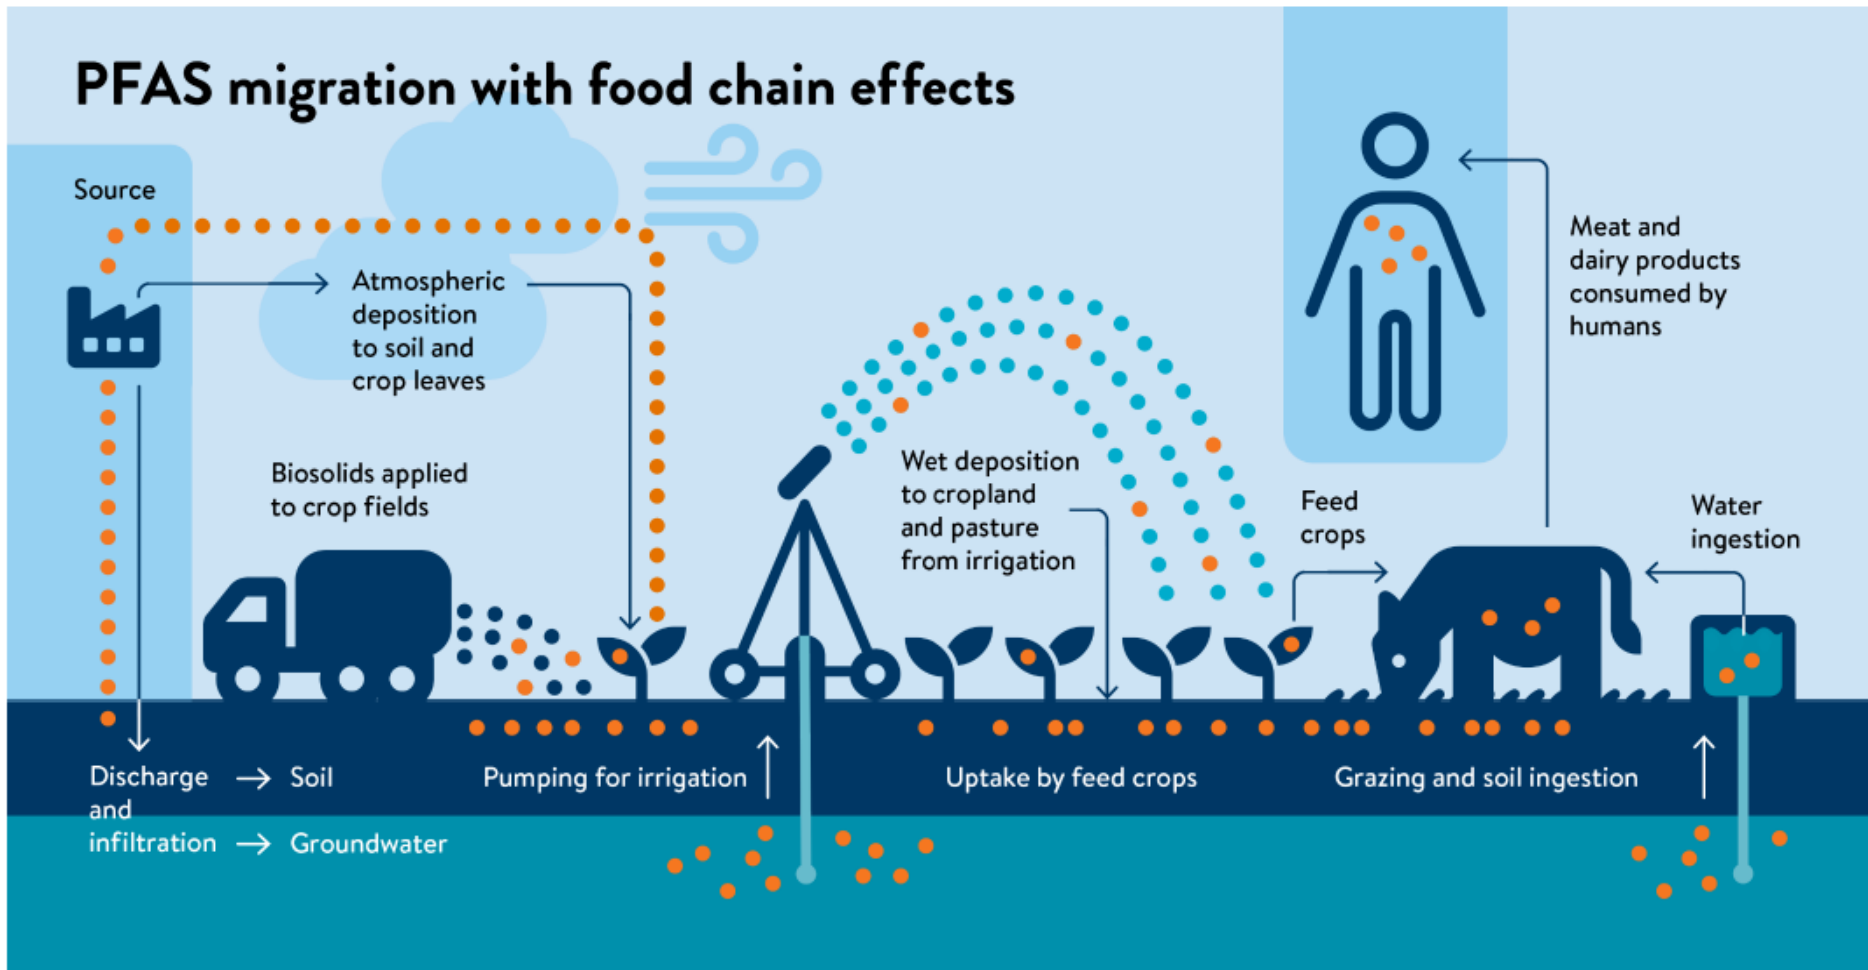 PFAS migration with food chain effects
Source
Atmospheric
deposition
to soil and
crop leaves
Biosolids applied
to crop fields
Wet deposition
to cropland
and pasture
from irrigation
Feed
crops
Meat and
dairy products
consumed by
humans
Water
ingestion
Discharge → Soil
and
infiltration → Groundwater
Pumping for irrigation
Uptake by feed crops
Grazing and soil ingestion